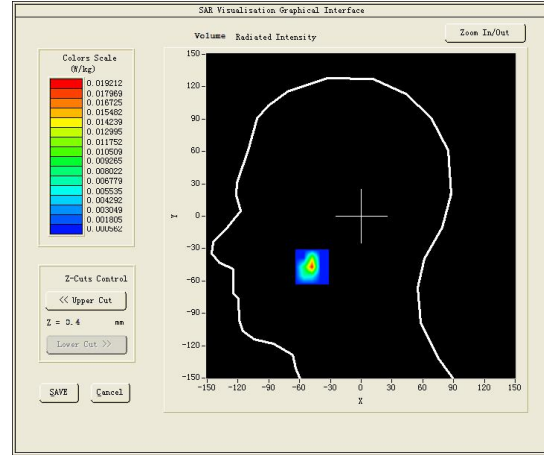 SAR Visualisation Graphical Interface
Volume Radiated Intensity
Zoom In/Out
Colors Scale
(W/kg)
0.019212
0.017969
0.016725
0.015482
0.014239
0.012995
0.011752
0.010509
0.009265
0.008022
0.006779
0.005535
0.004292
0.003049
0.001805
0.000562
150
120
90
60
30
0
-30
-60
-90
-120
-150
Y
-150 -120 -90 -60 -30 0 30 60 90 120 150
X
Z-Cuts Control
<< Upper Cut
Z = 3.4 mm
Lower Cut >>
SAVE Cancel